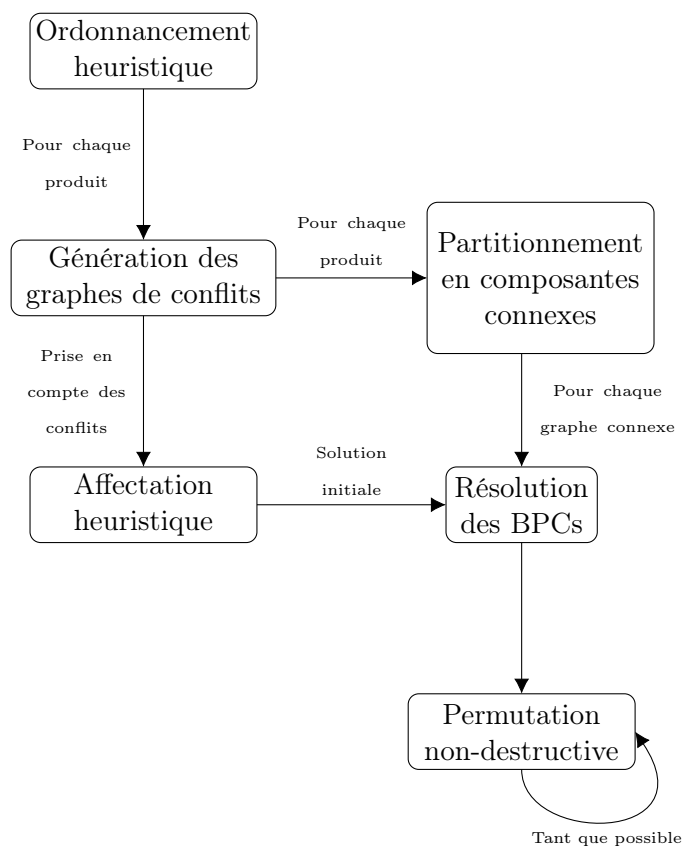 Ordonnancement
heuristique
Pour chaque
produit
Génération des
graphes de conflits
Pour chaque
produit
Partitionnement
en composantes
connexes
Prise en
compte des
conflits
Pour chaque
graphe connexe
Affectation
heuristique
Solution
initiale
Résolution
des BPCs
Permutation
non-destructive
Tant que possible